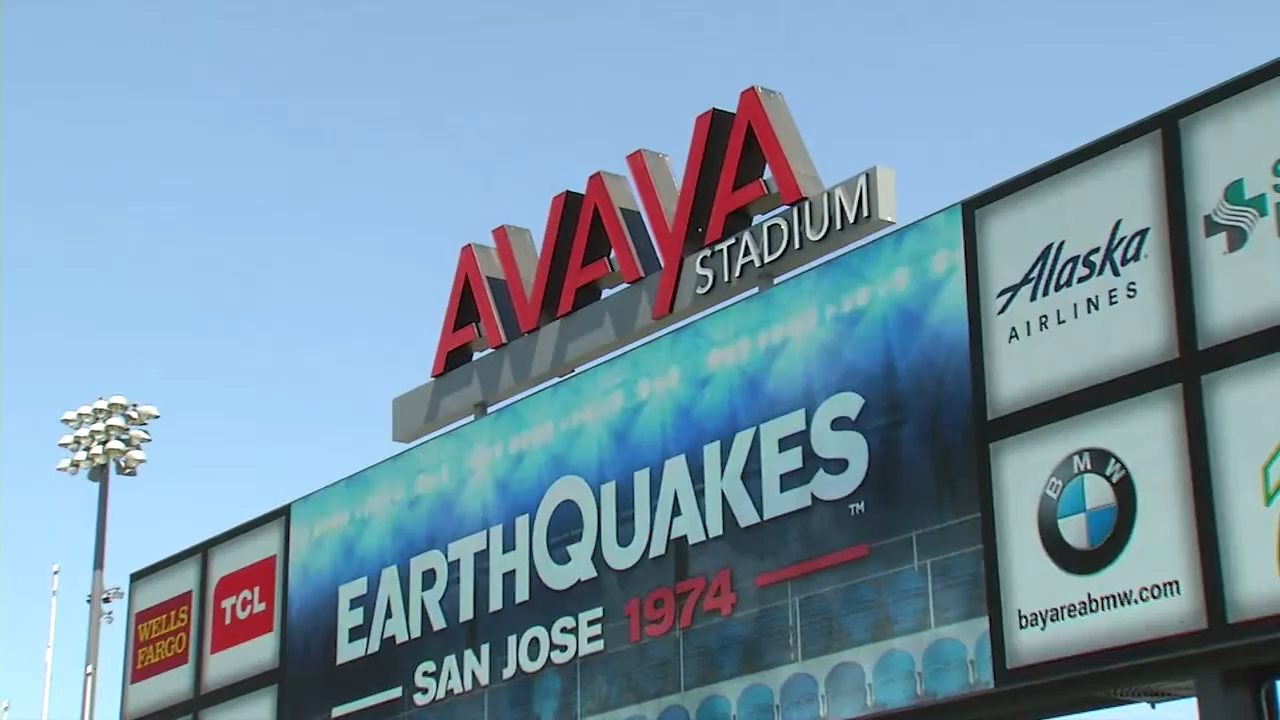 AVAYA
STADIUM
EARTHQUAKES
TM
SAN JOSE 1974
WELLS
FARGO
TCL
Alaska
AIRLINES
BMW
bayareabmw.com